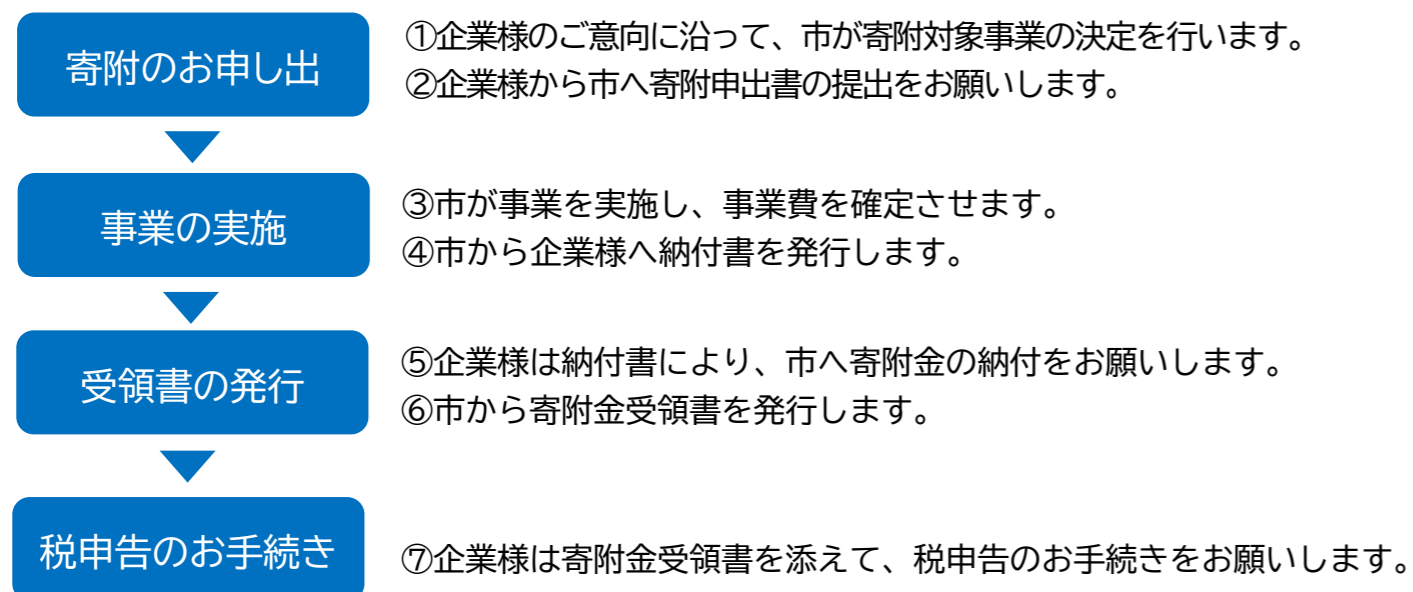 寄附のお申し出
①企業様のご意向に沿って、市が寄附対象事業の決定を行います。
②企業様から市へ寄附申出書の提出をお願いします。
事業の実施
③市が事業を実施し、事業費を確定させます。
④市から企業様へ納付書を発行します。
受領書の発行
⑤企業様は納付書により、市へ寄附金の納付をお願いします。
⑥市から寄附金受領書を発行します。
税申告のお手続き
⑦企業様は寄附金受領書を添えて、税申告のお手続きをお願いします。